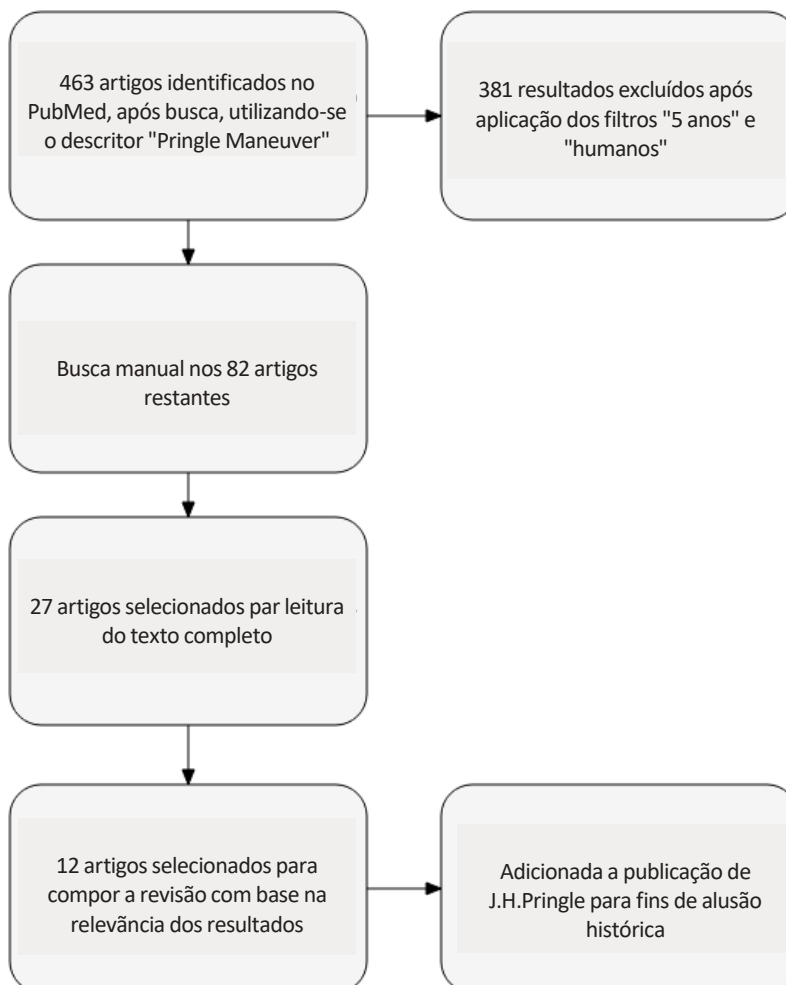 463 artigos identificados no
PubMed, após busca, utilizando-se
o descritor "Pringle Maneuver"
381 resultados excluídos após
aplicação dos filtros "5 anos" e
"humanos"
Busca manual nos 82 artigos
restantes
27 artigos selecionados par leitura
do texto completo
12 artigos selecionados para
compor a revisão com base na
relevância dos resultados
Adicionada a publicação de
J.H.Pringle para fins de alusão
histórica